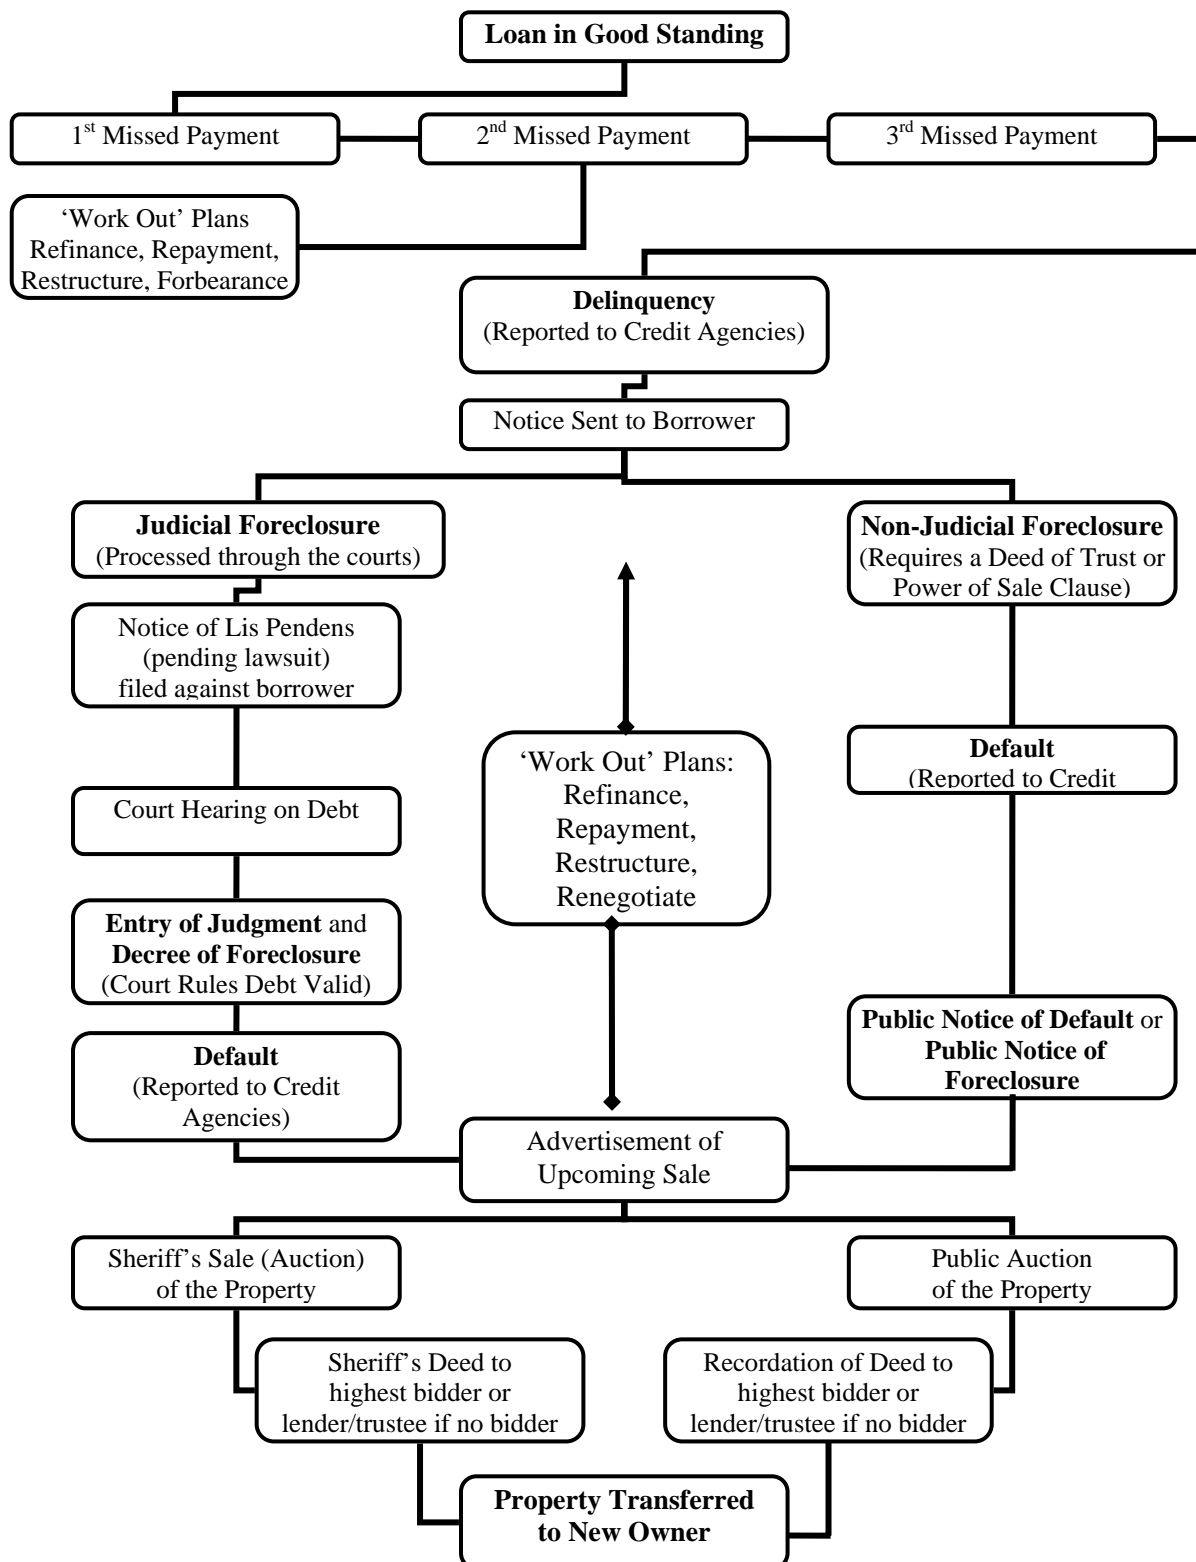 Loan in Good Standing
1st Missed Payment
2nd Missed Payment
3rd Missed Payment
‘Work Out’ Plans
Refinance, Repayment,
Restructure, Forbearance
Delinquency
(Reported to Credit Agencies)
Notice Sent to Borrower
Judicial Foreclosure
(Processed through the courts)
Non-Judicial Foreclosure
(Requires a Deed of Trust or
Power of Sale Clause)
Notice of Lis Pendens
(pending lawsuit)
filed against borrower
‘Work Out’ Plans:
Refinance,
Repayment,
Restructure,
Renegotiate
Default
(Reported to Credit
Court Hearing on Debt
Entry of Judgment and
Decree of Foreclosure
(Court Rules Debt Valid)
Public Notice of Default or
Public Notice of
Foreclosure
Default
(Reported to Credit
Agencies)
Advertisement of
Upcoming Sale
Sheriff’s Sale (Auction)
of the Property
Public Auction
of the Property
Sheriff’s Deed to
highest bidder or
lender/trustee if no bidder
Recordation of Deed to
highest bidder or
lender/trustee if no bidder
Property Transferred
to New Owner